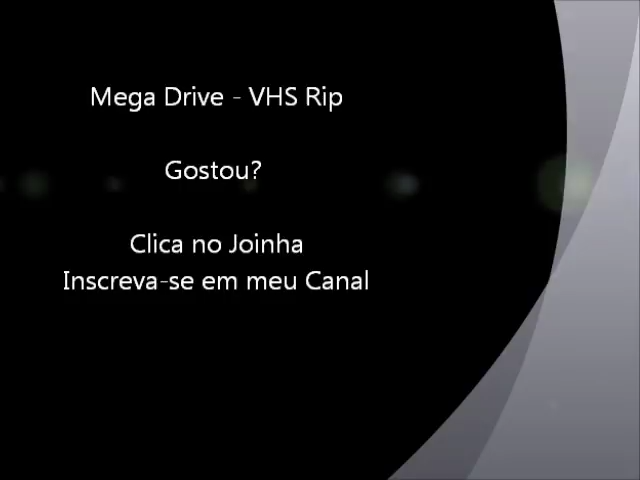 Mega Drive - VHS Rip
Gostou?
Clica no Joinha
Inscreva-se em meu Canal